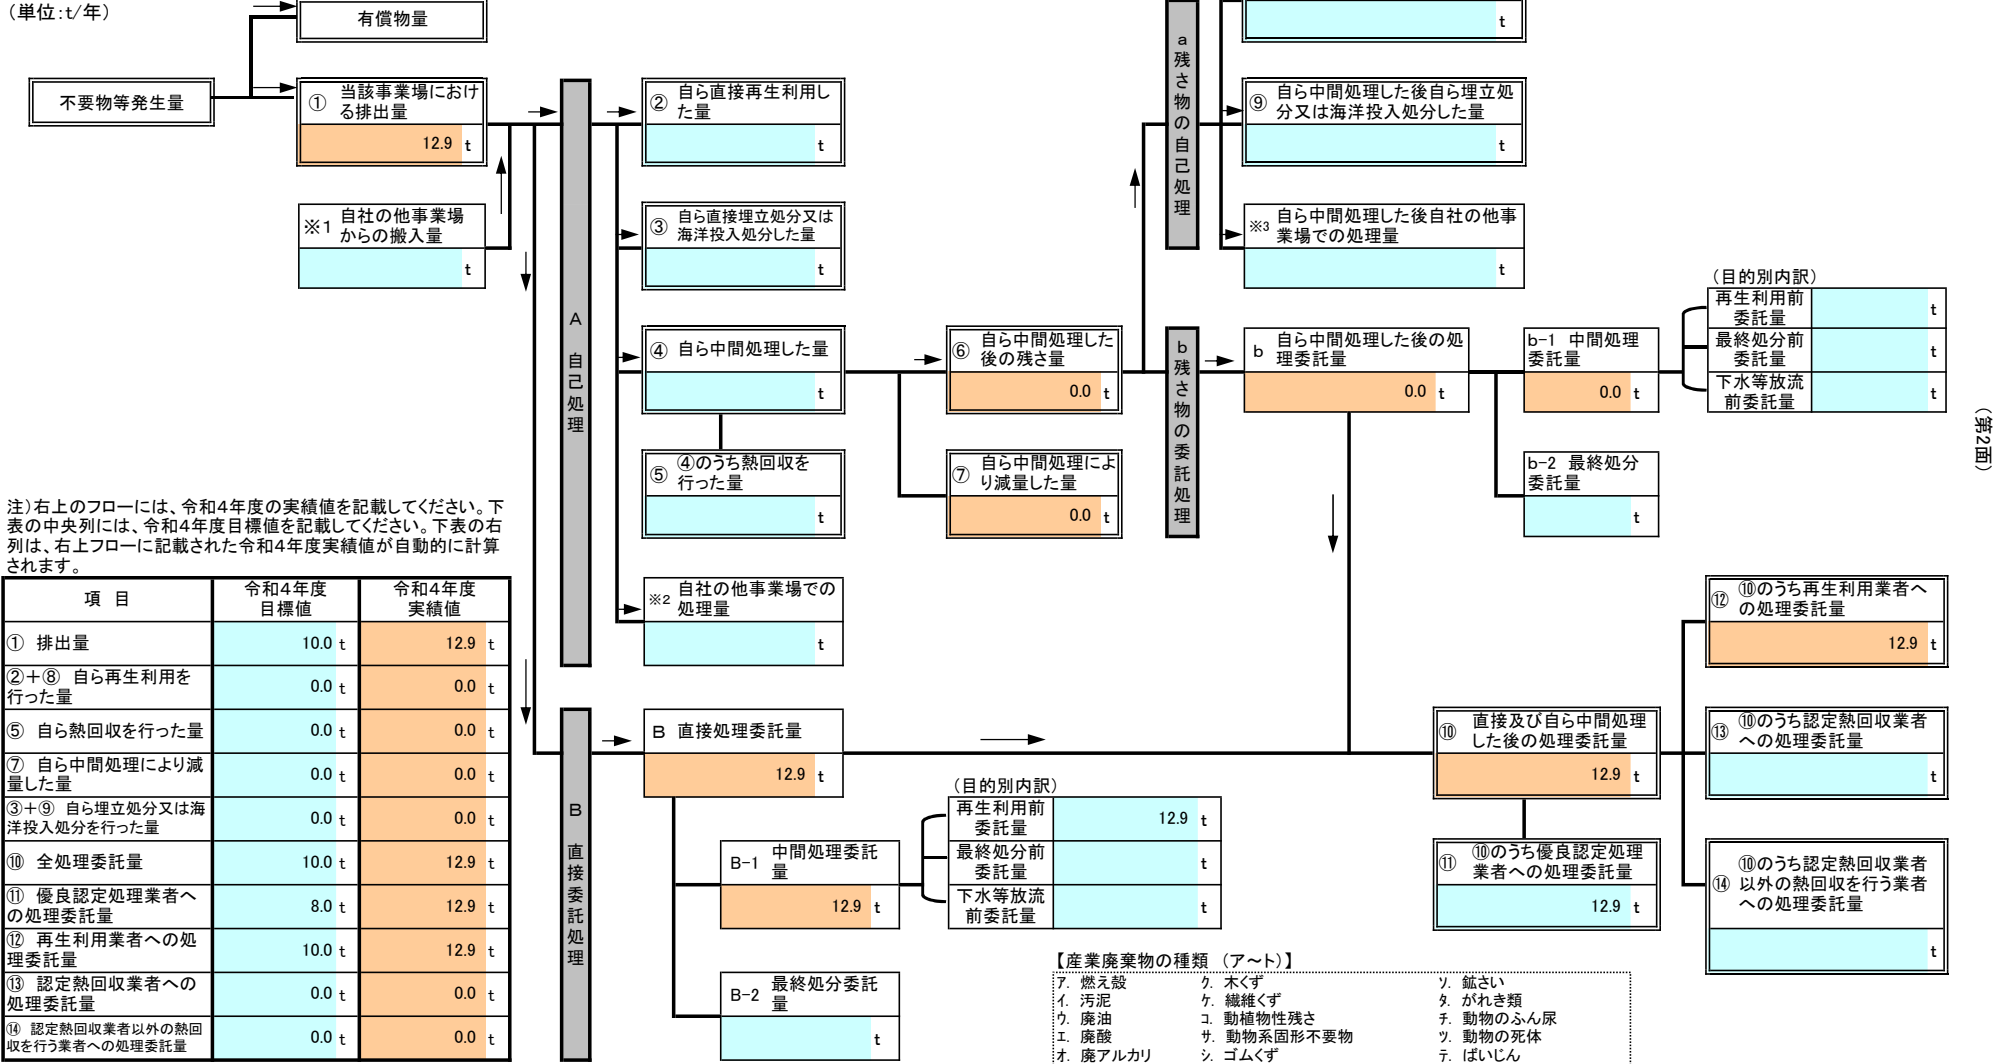 （単位：t/年）
有償物量
t
不要物等発生量
① 当該事業場におけ
る排出量
12.9 t
※1 自社の他事業場
からの搬入量
t
A 自己処理
② 自ら直接再生利用し
た量
t
③ 自ら直接埋立処分又は
海洋投入処分した量
t
④ 自ら中間処理した量
t
⑤ ④のうち熱回収を
行った量
t
※2 自社の他事業場での
処理量
t
⑥ 自ら中間処理した
後の残さ量
0.0 t
⑦ 自ら中間処理によ
り減量した量
0.0 t
a 残さ物の自己処理
⑨ 自ら中間処理した後自ら埋立処
分又は海洋投入処分した量
t
※3 自ら中間処理した後自社の他事
業場での処理量
t
b 残さ物の委託処理
b 自ら中間処理した後の処
理委託量
0.0 t
b-1 中間処理
委託量
0.0 t
b-2 最終処分
委託量
t
（目的別内訳）
再生利用前
委託量
t
最終処分前
委託量
t
下水等放流
前委託量
t
（第2面）
注）右上のフローには、令和4年度の実績値を記載してください。下
表の中央列には、令和4年度目標値を記載してください。下表の右
列は、右上フローに記載された令和4年度実績値が自動的に計算
されます。
項 目 令和4年度
目標値 令和4年度
実績値
① 排出量 10.0 t 12.9 t
②＋⑧ 自ら再生利用を
行った量 0.0 t 0.0 t
⑤ 自ら熱回収を行った量 0.0 t 0.0 t
⑦ 自ら中間処理により減
量した量 0.0 t 0.0 t
③＋⑨ 自ら埋立処分又は海
洋投入処分を行った量 0.0 t 0.0 t
⑩ 全処理委託量 10.0 t 12.9 t
⑪ 優良認定処理業者へ
の処理委託量 8.0 t 12.9 t
⑫ 再生利用業者への処
理委託量 10.0 t 12.9 t
⑬ 認定熱回収業者への
処理委託量 0.0 t 0.0 t
⑭ 認定熱回収業者以外の熱回
収を行う業者への処理委託量 0.0 t 0.0 t
B 直接委託処理
B 直接処理委託量
12.9 t
B-1 中間処理委託
量
12.9 t
B-2 最終処分委託
量
t
（目的別内訳）
再生利用前
委託量
12.9 t
最終処分前
委託量
t
下水等放流
前委託量
t
⑩ 直接及び自ら中間処理
した後の処理委託量
12.9 t
⑪ ⑩のうち優良認定処理
業者への処理委託量
12.9 t
⑫ ⑩のうち再生利用業者へ
の処理委託量
12.9 t
⑬ ⑩のうち認定熱回収業者
への処理委託量
t
⑭ ⑩のうち認定熱回収業者
以外の熱回収を行う業者
への処理委託量
t
【産業廃棄物の種類 （ア～ト）】
ア. 燃え殻 ク. 木くず ソ. 鉱さい
イ. 汚泥 ケ. 繊維くず タ. がれき類
ウ. 廃油 コ. 動植物性残さ チ. 動物のふん尿
エ. 廃酸 サ. 動物系固形不要物 ツ. 動物の死体
オ. 廃アルカリ シ. ゴムくず テ. ばいじん